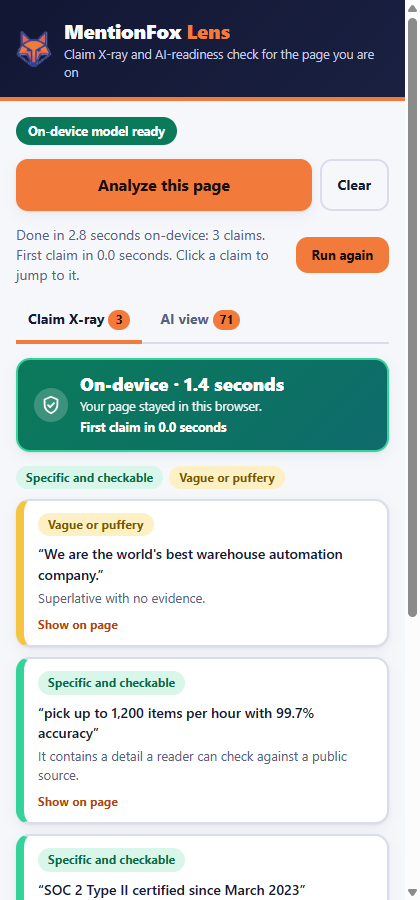 MentionFox Lens
Claim X-ray and AI-readiness check for the page you are
on
On-device model ready
Analyze this page
Clear
Done in 2.8 seconds on-device: 3 claims.
First claim in 0.0 seconds. Click a claim to
jump to it.
Run again
Claim X-ray 3
AI view 71
On-device · 1.4 seconds
Your page stayed in this browser.
First claim in 0.0 seconds
Specific and checkable
Vague or puffery
Vague or puffery
“We are the world's best warehouse automation
company.”
Superlative with no evidence.
Show on page
Specific and checkable
“pick up to 1,200 items per hour with 99.7%
accuracy”
It contains a detail a reader can check against a public
source.
Show on page
Specific and checkable
“SOC 2 Type II certified since March 2023”